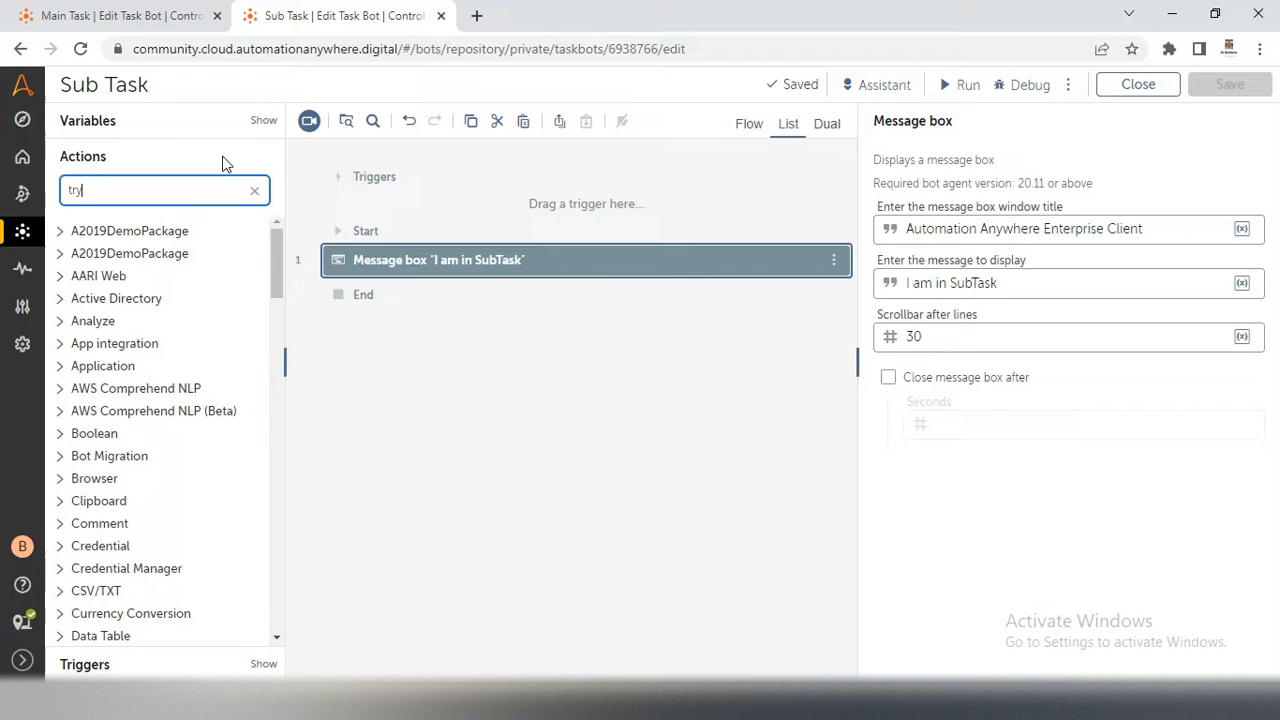 Main Task | Edit Task Bot | Contro
Sub Task | Edit Task Bot | Control
community.cloud.automationanywhere.digital/#/bots/repository/private/taskbots/6938766/edit
Sub Task
Saved
Assistant
Run
Debug
Close
Save
Variables
Show
Flow
List
Dual
Message box
Actions
try
A2019DemoPackage
A2019DemoPackage
AARI Web
Active Directory
Analyze
App integration
Application
AWS Comprehend NLP
AWS Comprehend NLP (Beta)
Boolean
Bot Migration
Browser
Clipboard
Comment
Credential
Credential Manager
CSV/TXT
Currency Conversion
Data Table
Triggers
Show
Triggers
Drag a trigger here...
Start
1
Message box "I am in SubTask"
End
Displays a message box
Required bot agent version: 20.11 or above
Enter the message box window title
Automation Anywhere Enterprise Client
(x)
Enter the message to display
I am in SubTask
(x)
Scrollbar after lines
30
(x)
Close message box after
Seconds
Activate Windows
Go to Settings to activate Windows.
B